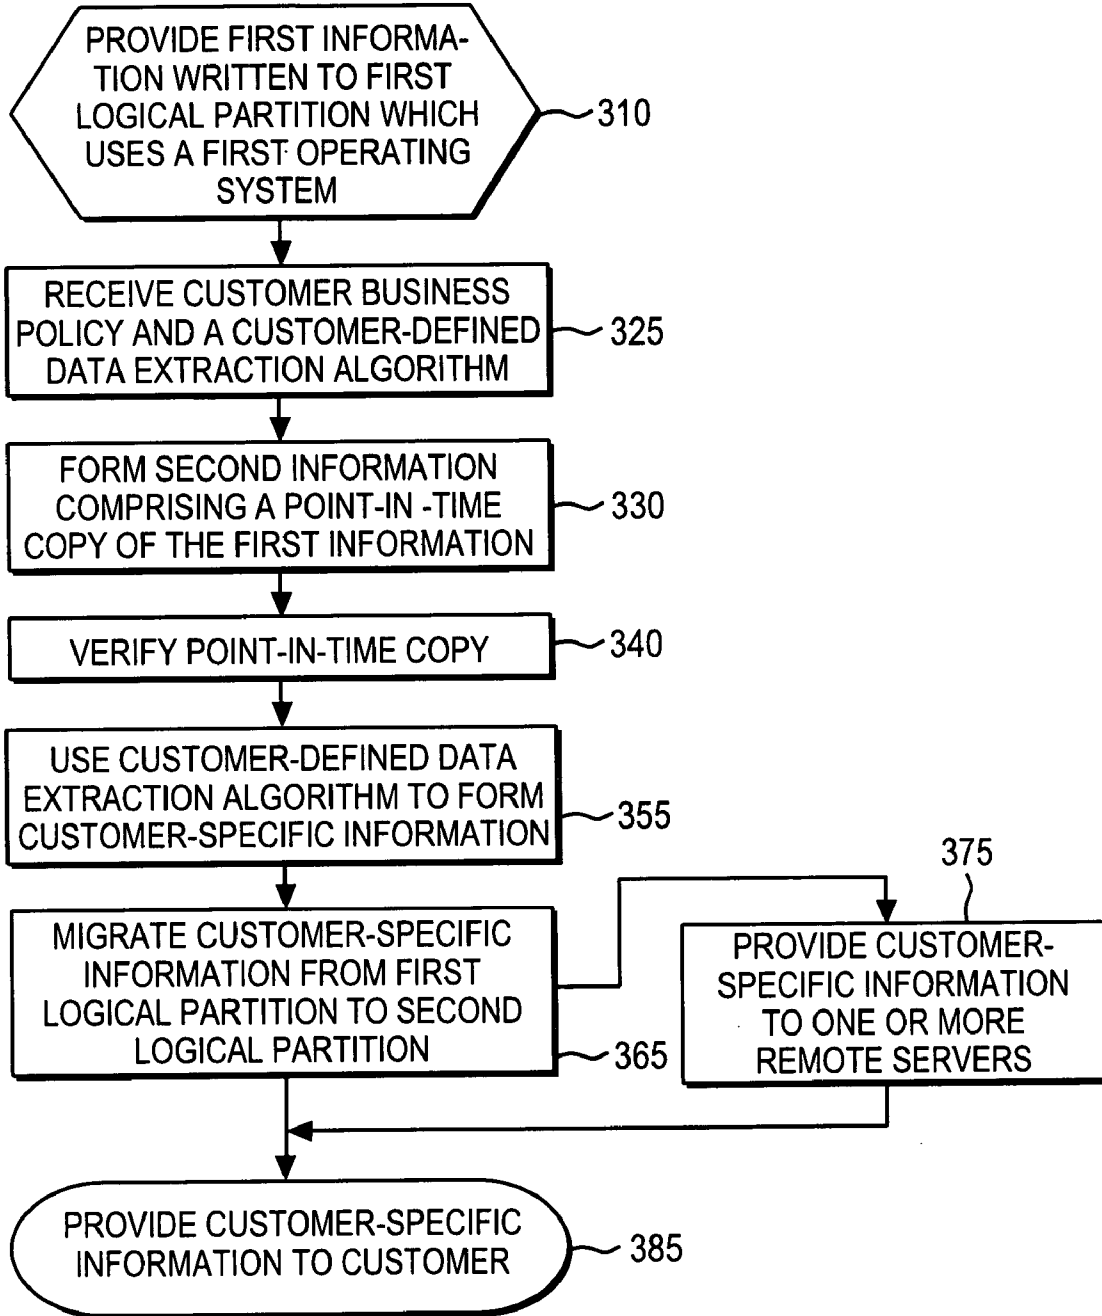 PROVIDE FIRST INFORMA-
TION WRITTEN TO FIRST
LOGICAL PARTITION WHICH
USES A FIRST OPERATING
SYSTEM
310
RECEIVE CUSTOMER BUSINESS
POLICY AND A CUSTOMER-DEFINED
DATA EXTRACTION ALGORITHM
325
FORM SECOND INFORMATION
COMPRISING A POINT-IN -TIME
COPY OF THE FIRST INFORMATION
330
VERIFY POINT-IN-TIME COPY
340
USE CUSTOMER-DEFINED DATA
EXTRACTION ALGORITHM TO FORM
CUSTOMER-SPECIFIC INFORMATION
355
MIGRATE CUSTOMER-SPECIFIC
INFORMATION FROM FIRST
LOGICAL PARTITION TO SECOND
LOGICAL PARTITION
365
375
PROVIDE CUSTOMER-
SPECIFIC INFORMATION
TO ONE OR MORE
REMOTE SERVERS
PROVIDE CUSTOMER-SPECIFIC
INFORMATION TO CUSTOMER
385